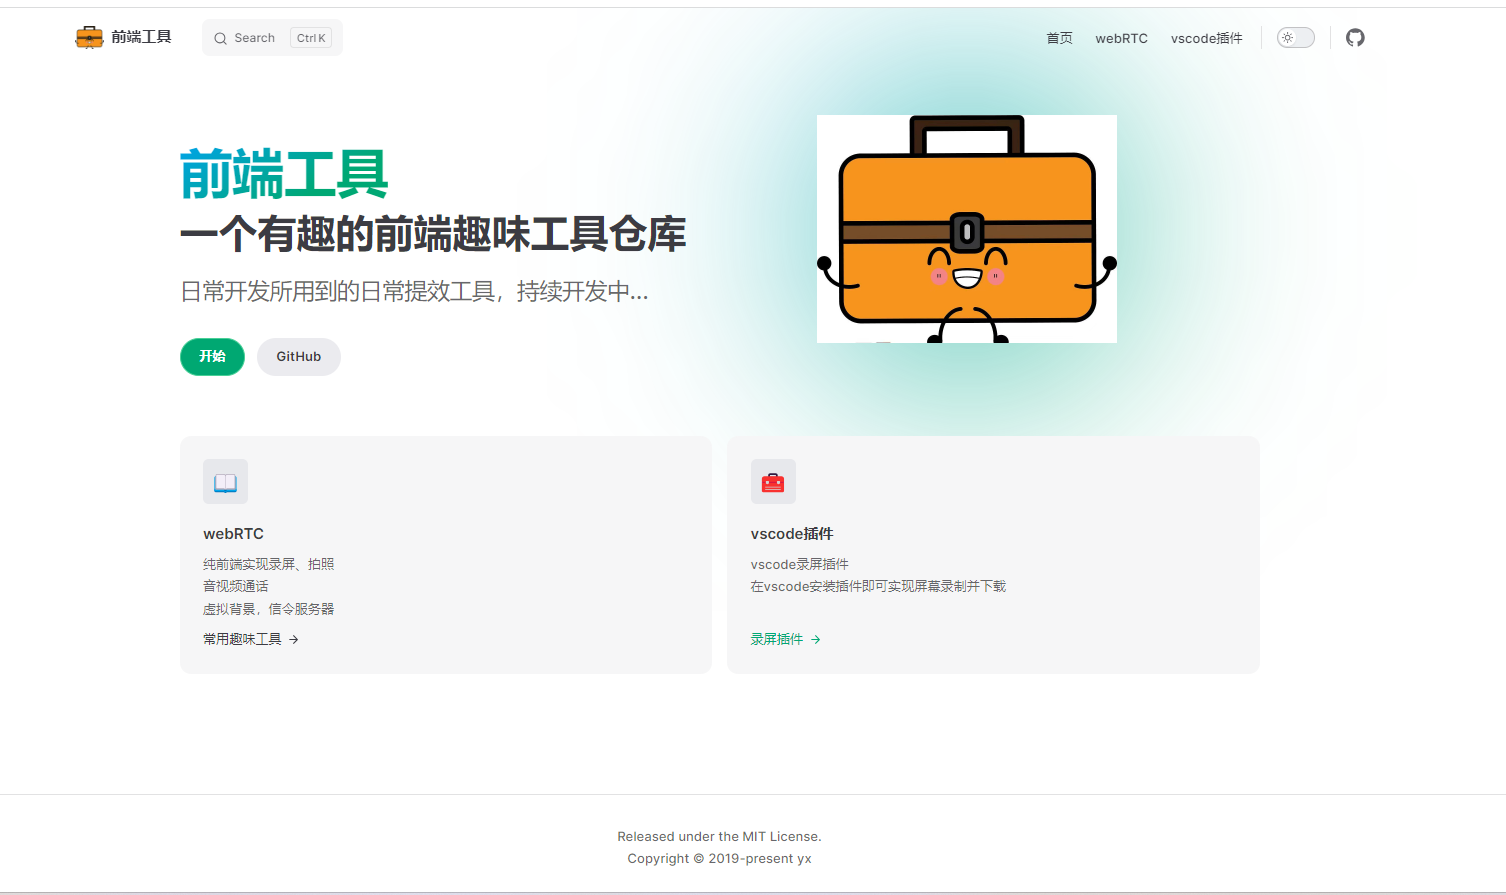 前端工具
Search Ctrl K
首页 webRTC vscode插件
前端工具
一个有趣的前端趣味工具仓库
日常开发所用到的日常提效工具，持续开发中...
开始 GitHub
webRTC
纯前端实现录屏、拍照
音视频通话
虚拟背景，信令服务器
常用趣味工具 →
vscode插件
vscode录屏插件
在vscode安装插件即可实现屏幕录制并下载
录屏插件 →
Released under the MIT License.
Copyright © 2019-present yx